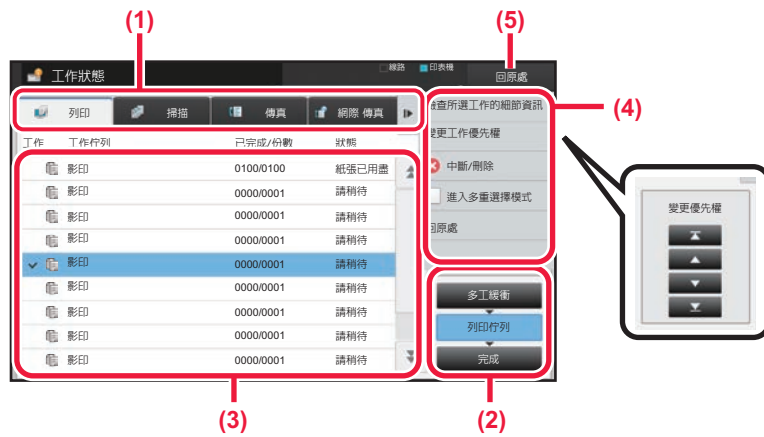 (1)
(5)
工作狀態
線路
印表機
回原處
列印
掃描
傳真
網際 傳真
檢查所選工作的細節資訊
(4)
工作
工作佇列
已完成/份數
狀態
變更工作優先權
影印 0100/0100 紙張已用盡
中斷/刪除
影印 0000/0001 請稍待
進入多重選擇模式
影印 0000/0001 請稍待
回原處
影印 0000/0001 請稍待
影印 0000/0001 請稍待
影印 0000/0001 請稍待
影印 0000/0001 請稍待
影印 0000/0001 請稍待
影印 0000/0001 請稍待
變更優先權
多工緩衝
列印佇列
完成
(3)
(2)